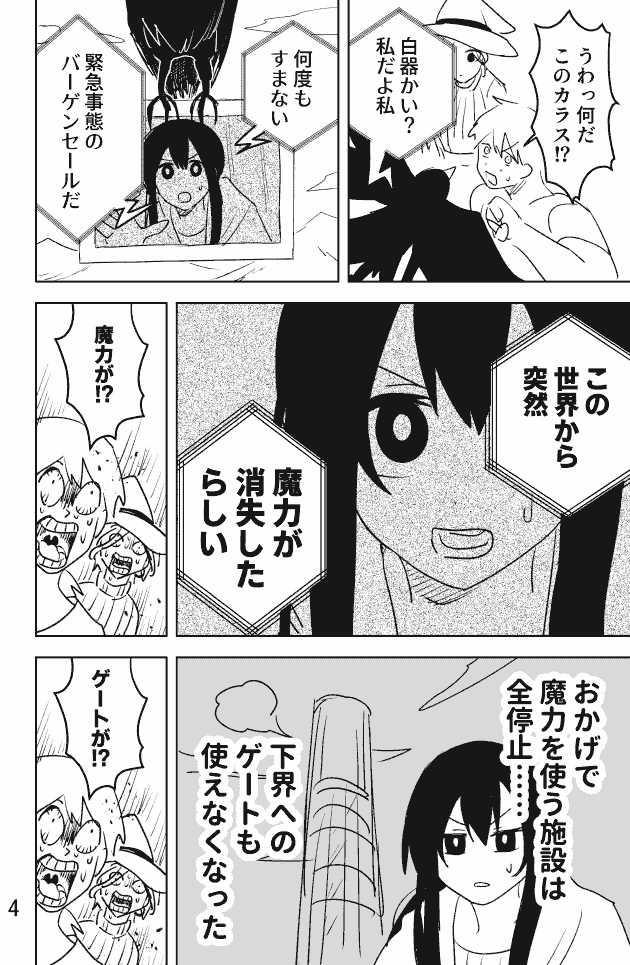 うわっ何だ
このカラス!?
白器かい？
私だよ私
何度も
すまない
緊急事態の
バーゲンセールだ
この
世界から
突然
魔力が
消失した
らしい
魔力が!?
おかげで
魔力を使う施設は
全停止……
下界への
ゲートも
使えなくなった
ゲートが!?
4